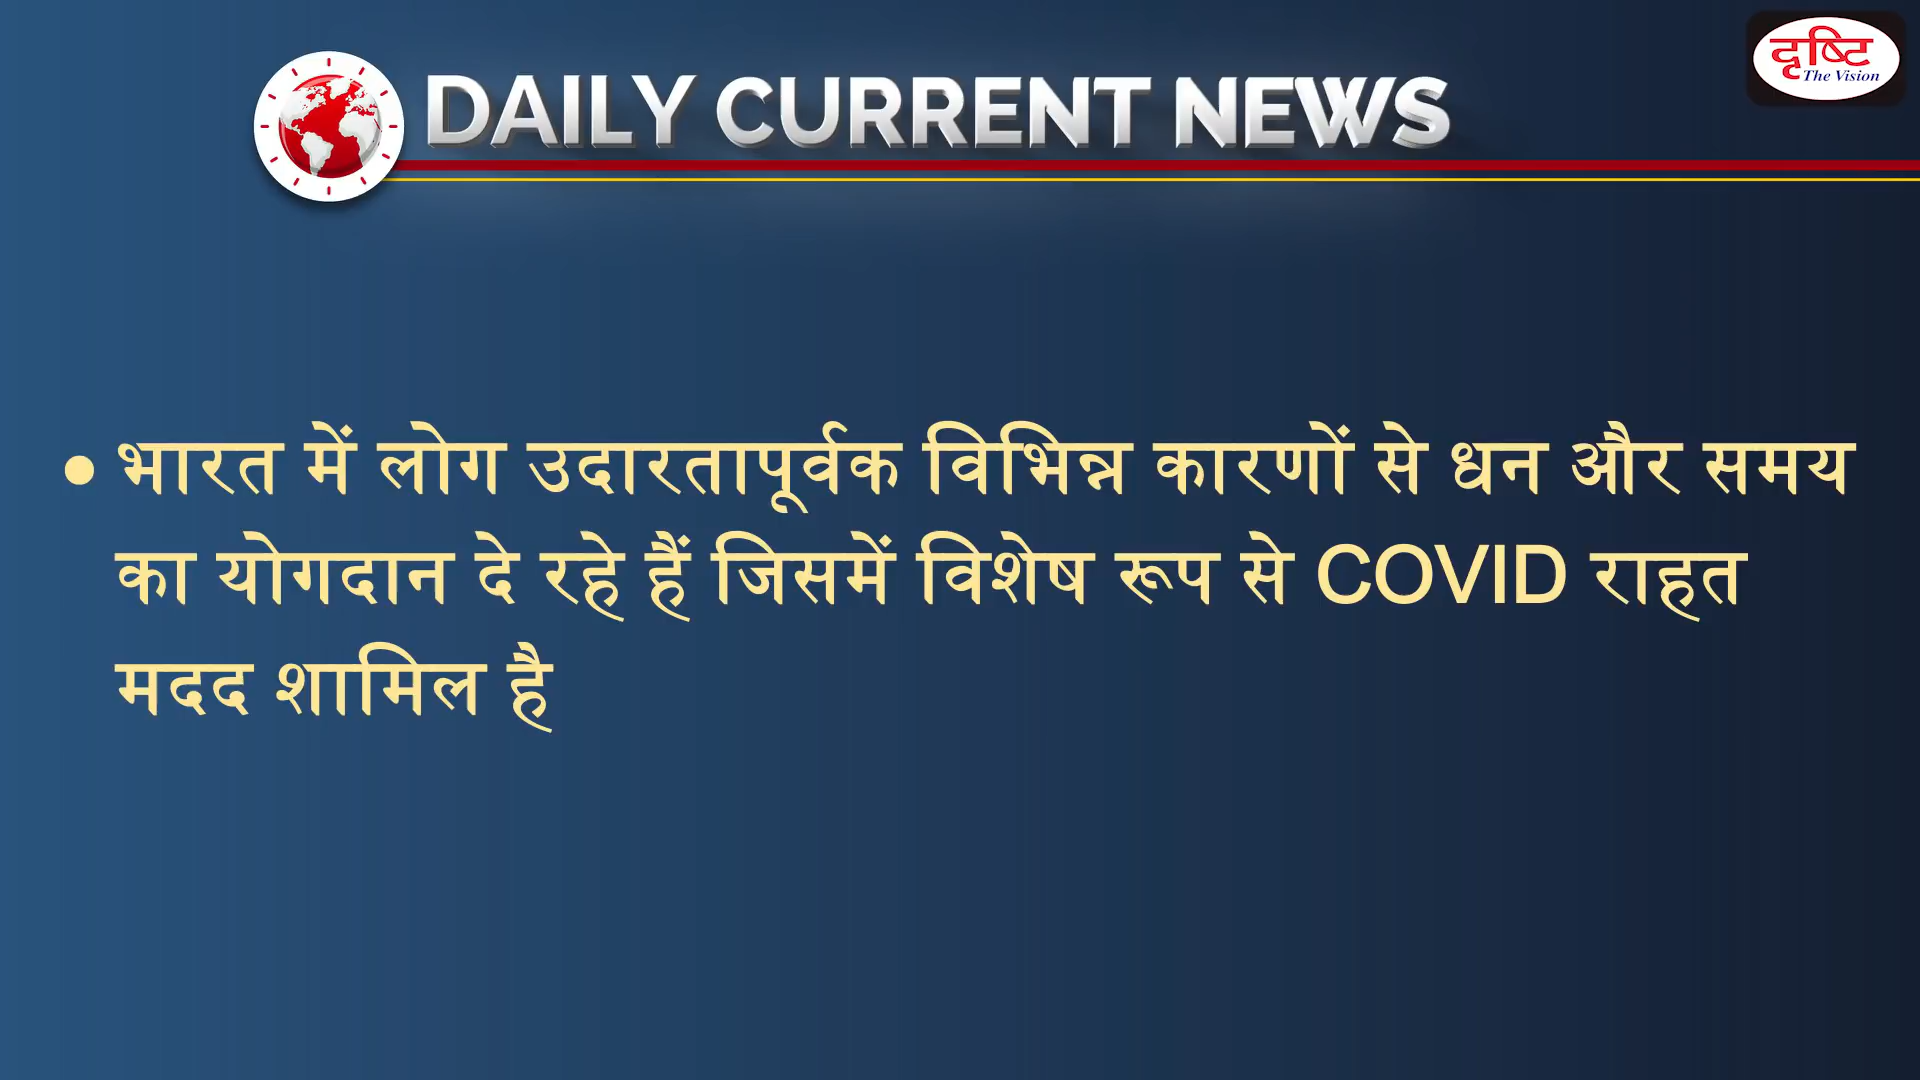 दृष्टि
The Vision
DAILY CURRENT NEWS
• भारत में लोग उदारतापूर्वक विभिन्न कारणों से धन और समय
का योगदान दे रहे हैं जिसमें विशेष रूप से COVID राहत
मदद शामिल है